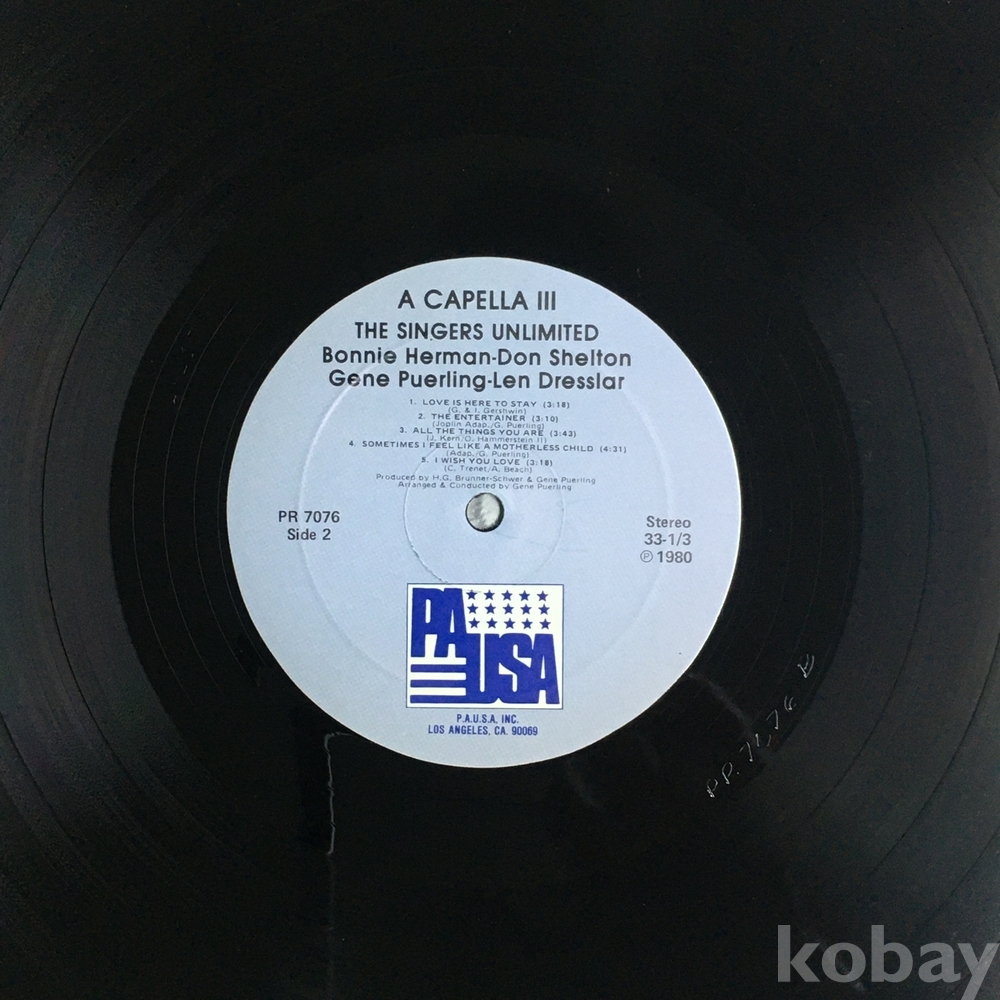 A CAPELLA III
THE SINGERS UNLIMITED
Bonnie Herman-Don Shelton
Gene Puerling-Len Dresslar
1. LOVE IS HERE TO STAY (3:18)
(G. & I. Gershwin)
2. THE ENTERTAINER (3:10)
(Joplin Adap./G. Puerling)
3. ALL THE THINGS YOU ARE (3:43)
(J. Kern/O. Hammerstein II)
4. SOMETIMES I FEEL LIKE A MOTHERLESS CHILD (4:31)
(Adap./G. Puerling)
5. I WISH YOU LOVE (3:18)
(C. Trenet/A. Beach)
Produced by H.G. Brunner-Schwer & Gene Puerling
Arranged & Conducted by Gene Puerling
PR 7076
Side 2
Stereo
33-1/3
℗ 1980
PAUSA
P.A.U.S.A. INC.
LOS ANGELES, CA. 90069
kobay